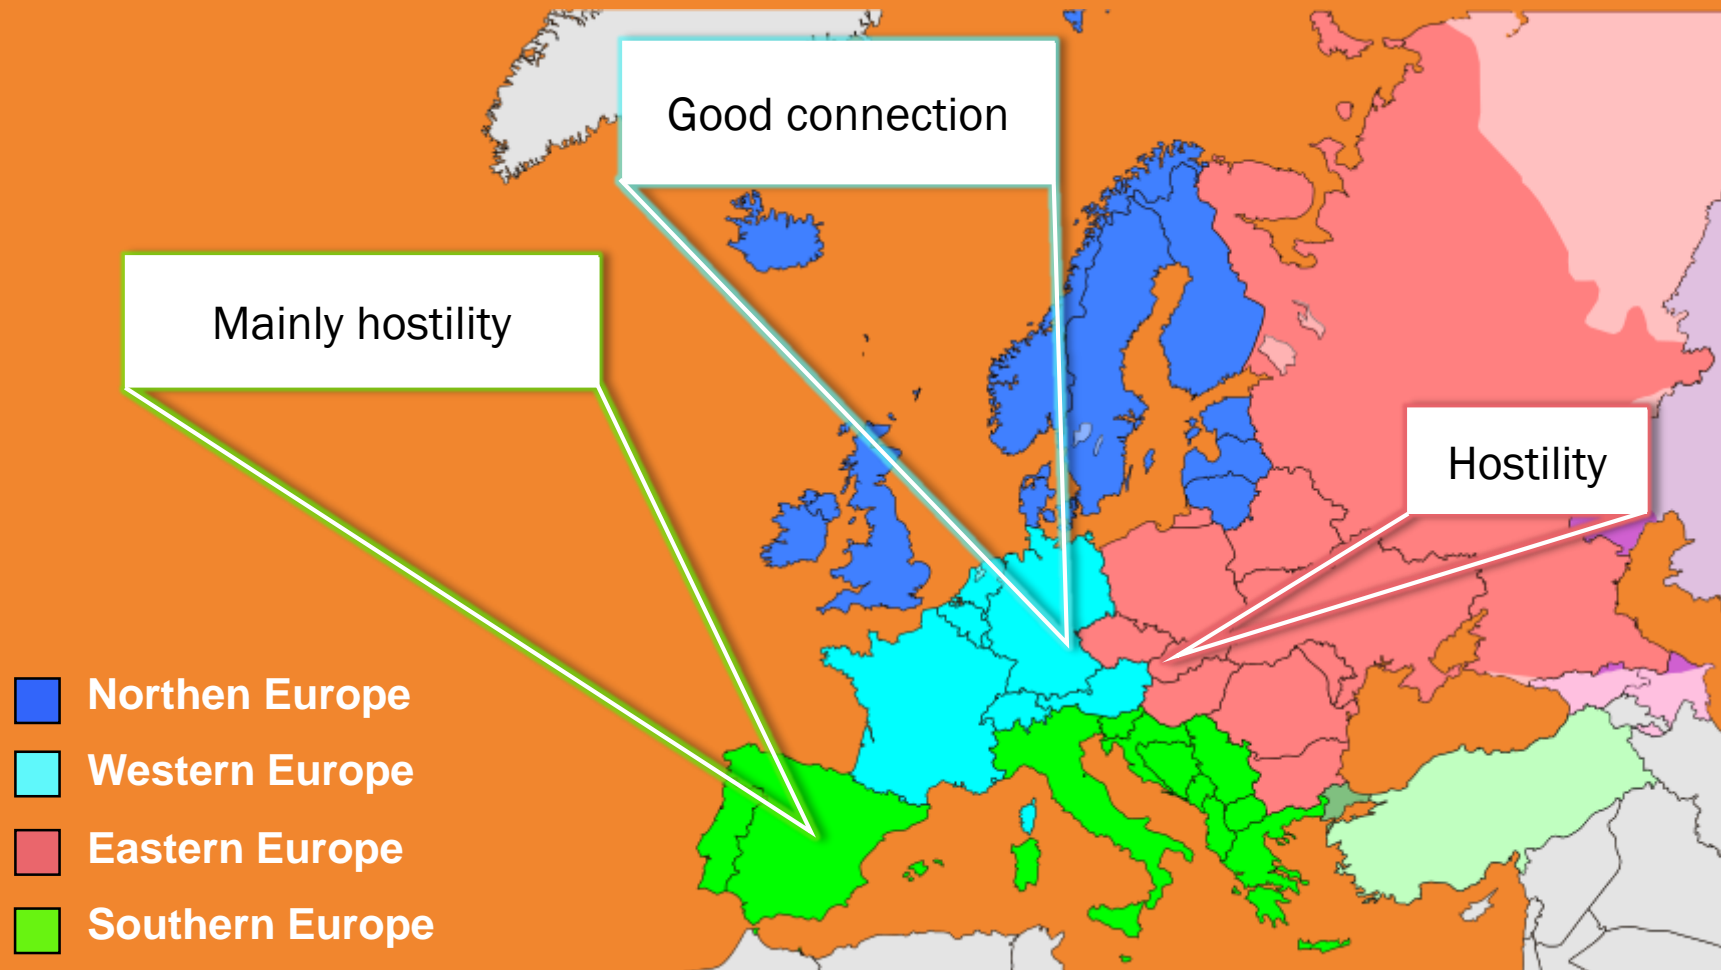 Good connection
Mainly hostility
Hostility
Northen Europe
Western Europe
Eastern Europe
Southern Europe